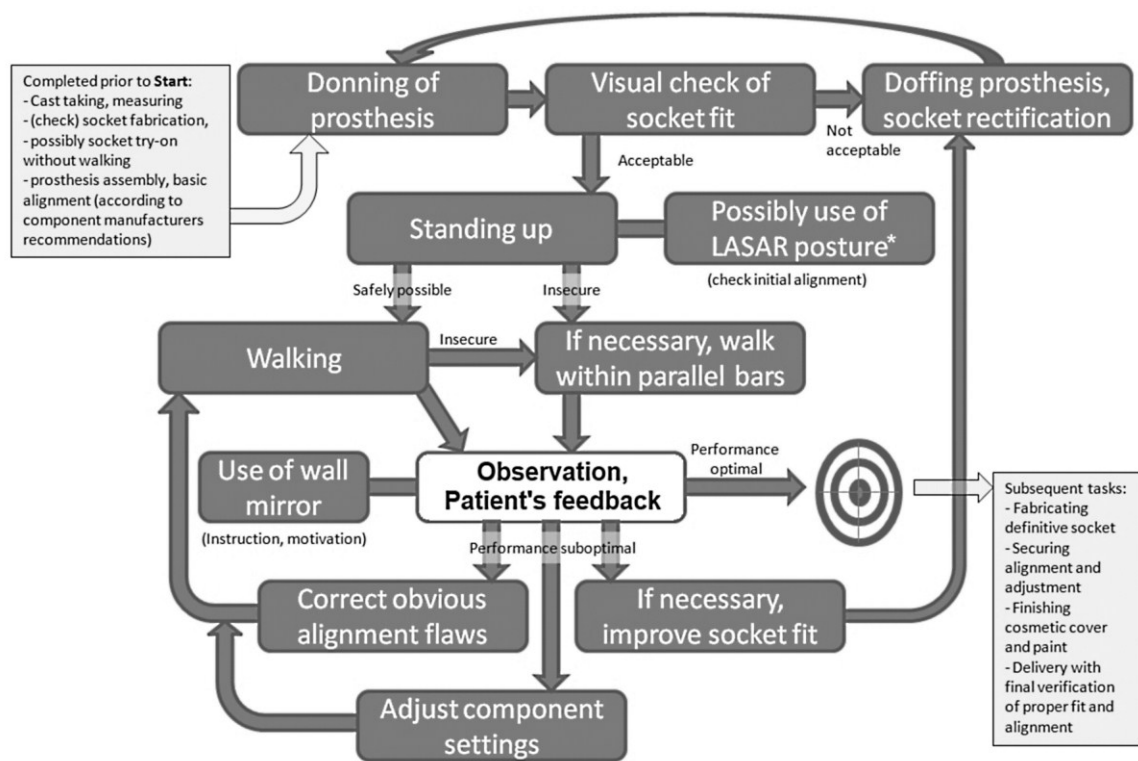 Completed prior to Start:
- Cast taking, measuring
- (check) socket fabrication,
- possibly socket try-on
without walking
- prosthesis assembly, basic
alignment (according to
component manufacturers
recommendations)
Donning of
prosthesis
Visual check of
socket fit
Doffing prosthesis,
socket rectification
Not
acceptable
Acceptable
Standing up
Possibly use of
LASAR posture*
(check initial alignment)
Safely possible
Insecure
Walking
Insecure
If necessary, walk
within parallel bars
Use of wall
mirror
(Instruction, motivation)
Observation,
Patient's feedback
Performance
optimal
Performance suboptimal
Correct obvious
alignment flaws
If necessary,
improve socket fit
Adjust component
settings
Subsequent tasks:
- Fabricating
definitive socket
- Securing
alignment and
adjustment
- Finishing
cosmetic cover
and paint
- Delivery with
final verification
of proper fit and
alignment